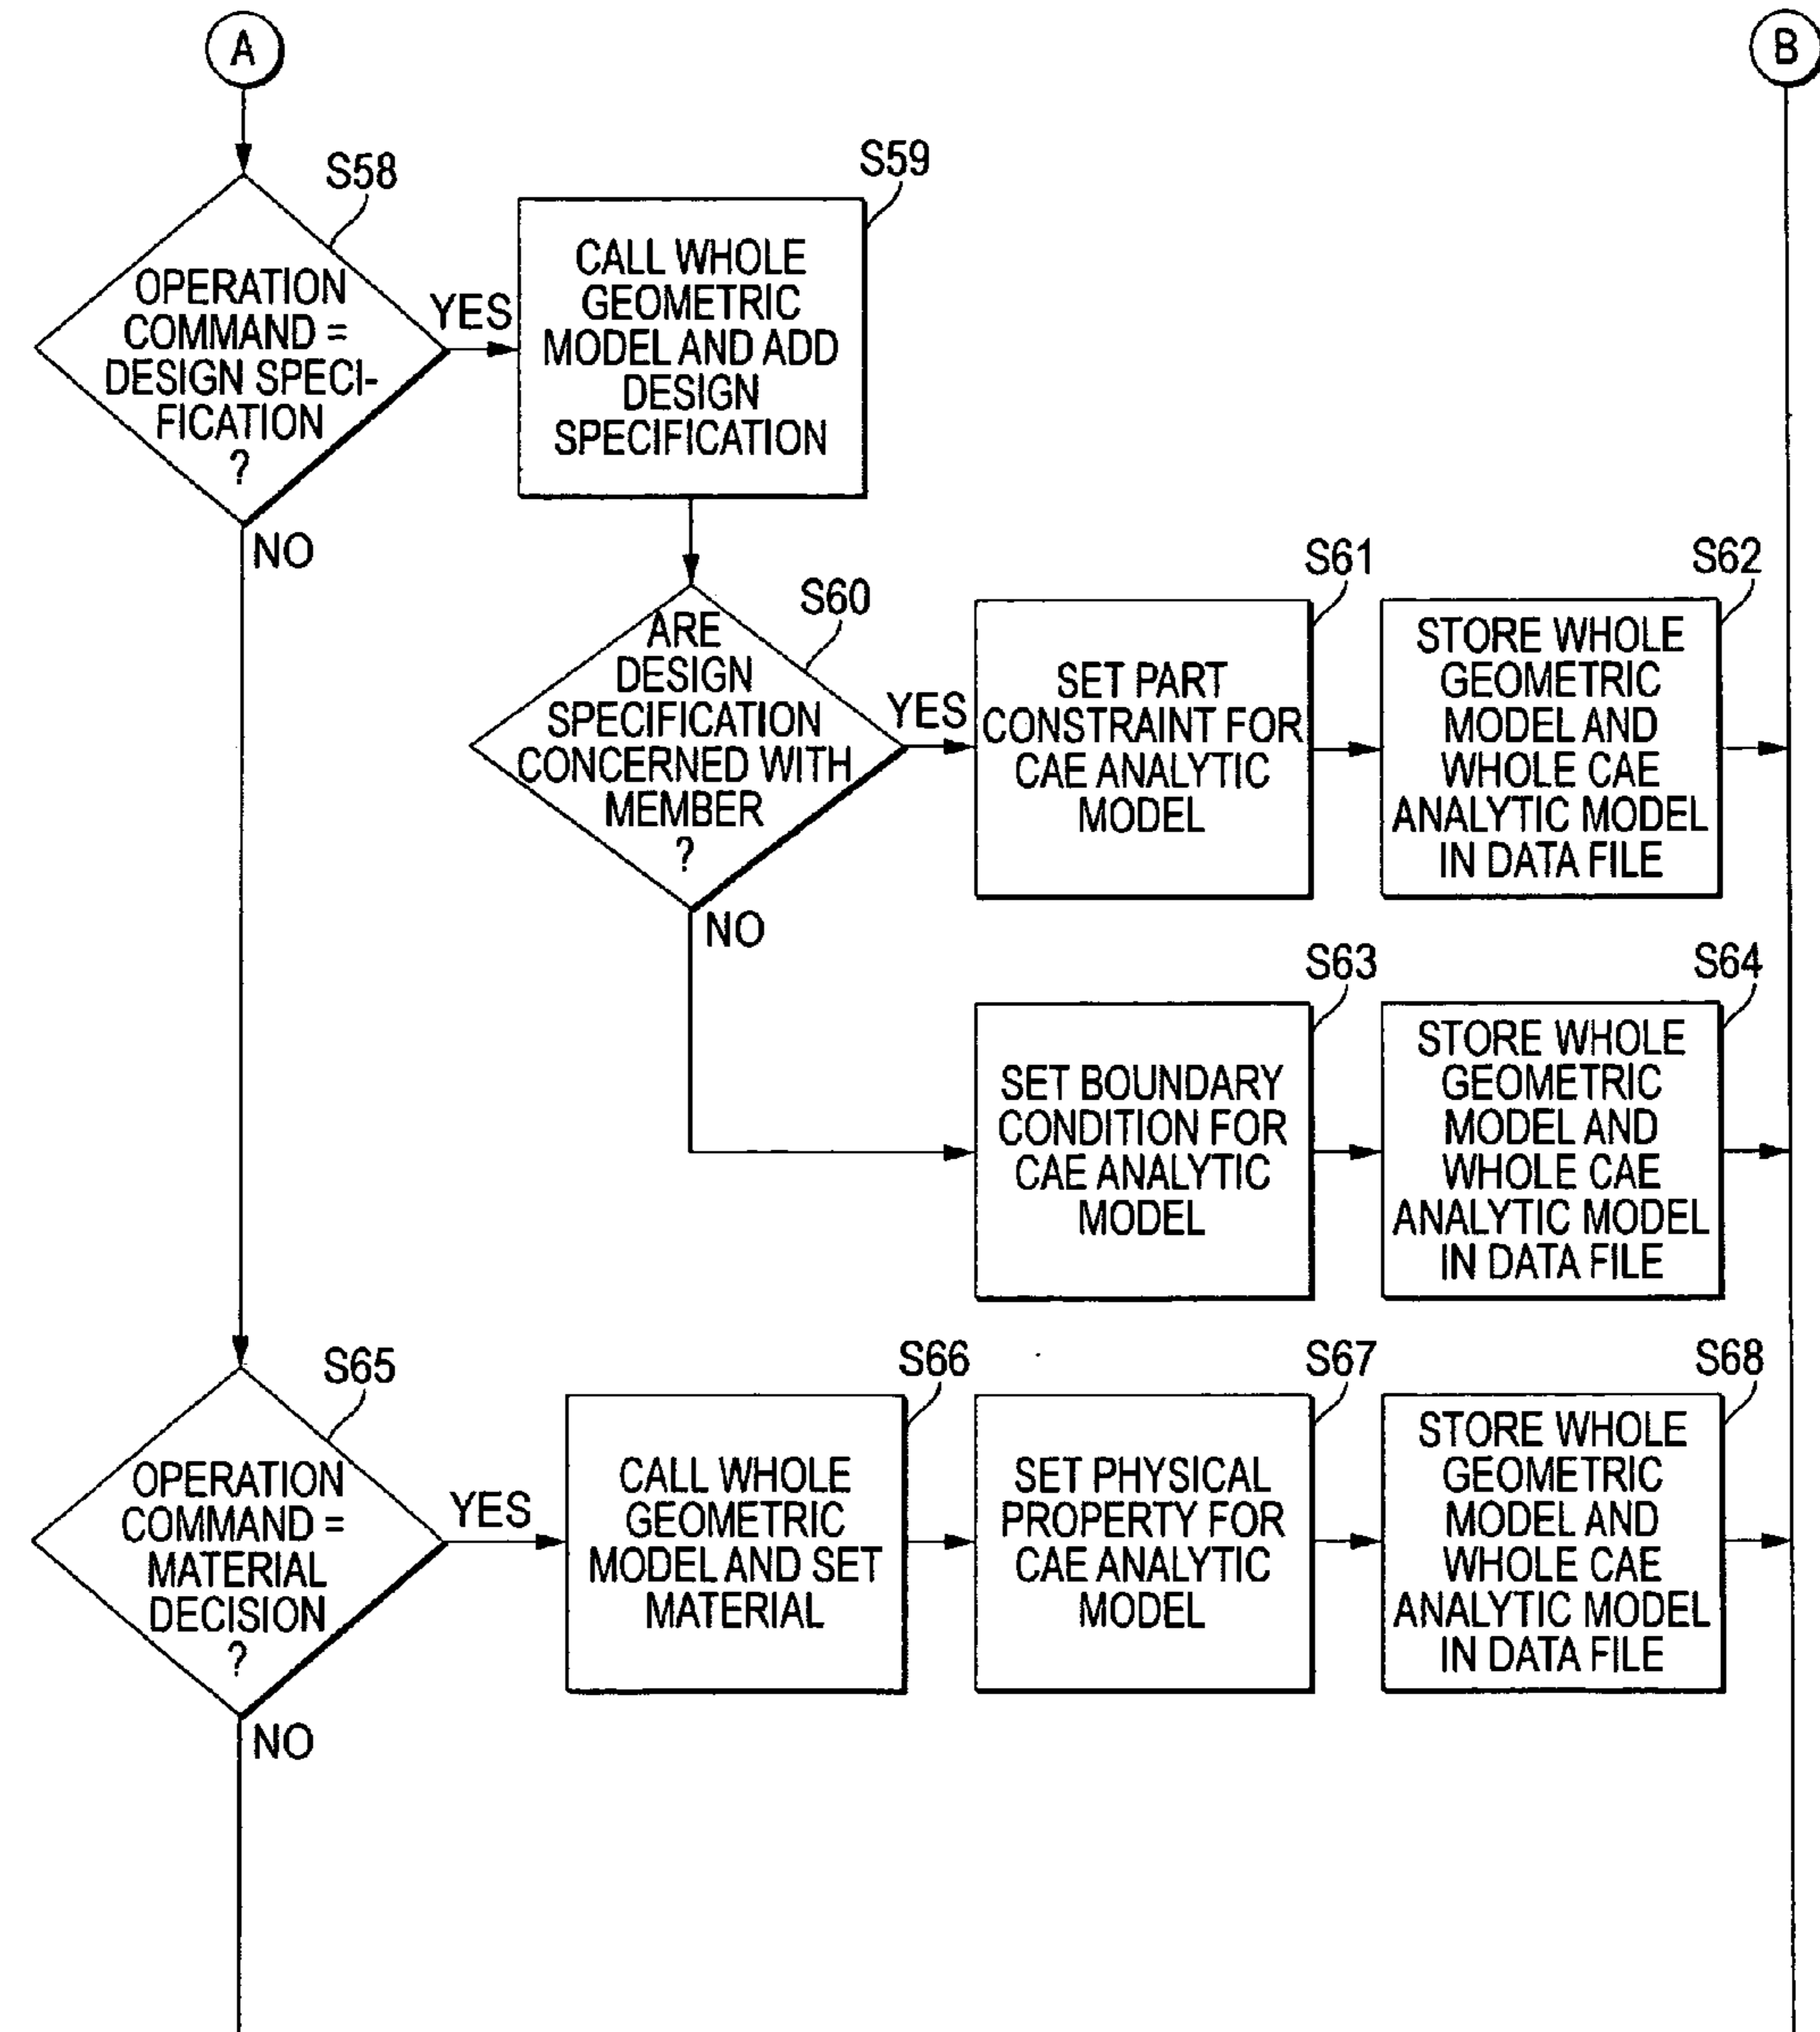 A
B
S58
OPERATION
COMMAND =
DESIGN SPECI-
FICATION
?
YES
NO
S59
CALL WHOLE
GEOMETRIC
MODEL AND ADD
DESIGN
SPECIFICATION
S60
ARE
DESIGN
SPECIFICATION
CONCERNED WITH
MEMBER
?
YES
NO
S61
SET PART
CONSTRAINT FOR
CAE ANALYTIC
MODEL
S62
STORE WHOLE
GEOMETRIC
MODEL AND
WHOLE CAE
ANALYTIC MODEL
IN DATA FILE
S63
SET BOUNDARY
CONDITION FOR
CAE ANALYTIC
MODEL
S64
STORE WHOLE
GEOMETRIC
MODEL AND
WHOLE CAE
ANALYTIC MODEL
IN DATA FILE
S65
OPERATION
COMMAND =
MATERIAL
DECISION
?
YES
NO
S66
CALL WHOLE
GEOMETRIC
MODEL AND SET
MATERIAL
S67
SET PHYSICAL
PROPERTY FOR
CAE ANALYTIC
MODEL
S68
STORE WHOLE
GEOMETRIC
MODEL AND
WHOLE CAE
ANALYTIC MODEL
IN DATA FILE